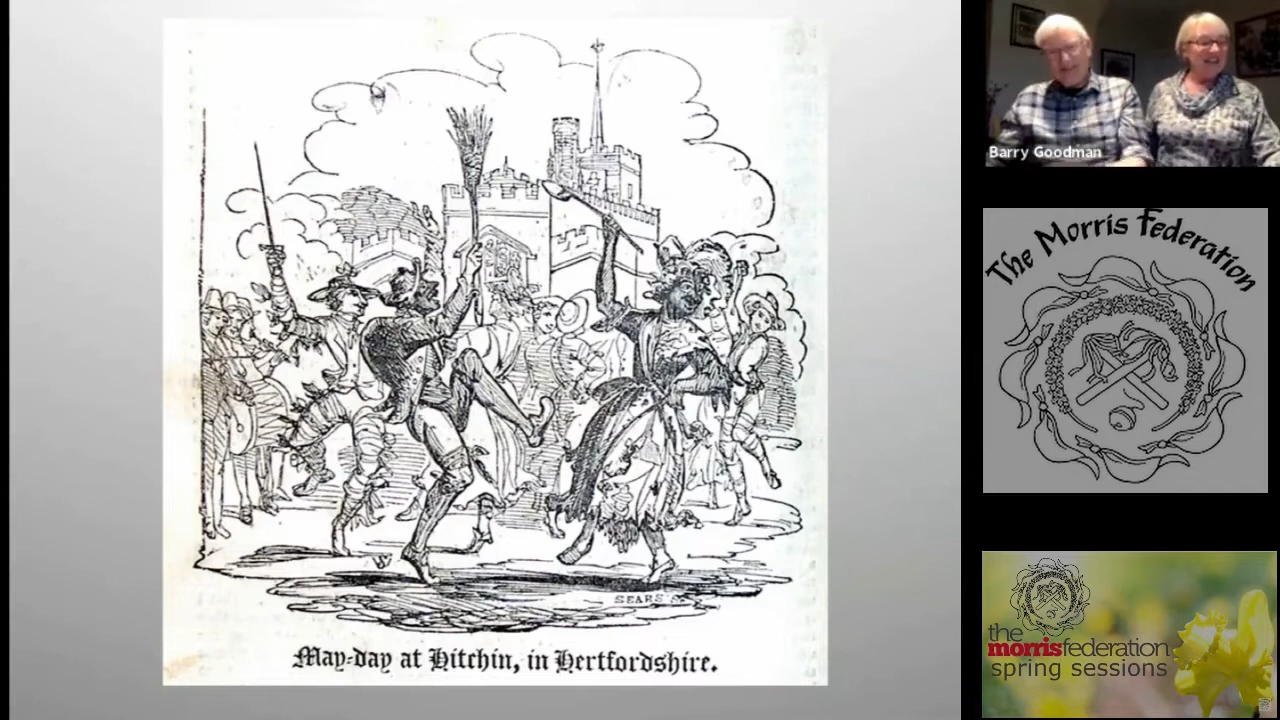 SEARS
May-day at Hitchin, in Hertfordshire.
Barry Goodman
The Morris Federation
the
morrisfederation
spring sessions